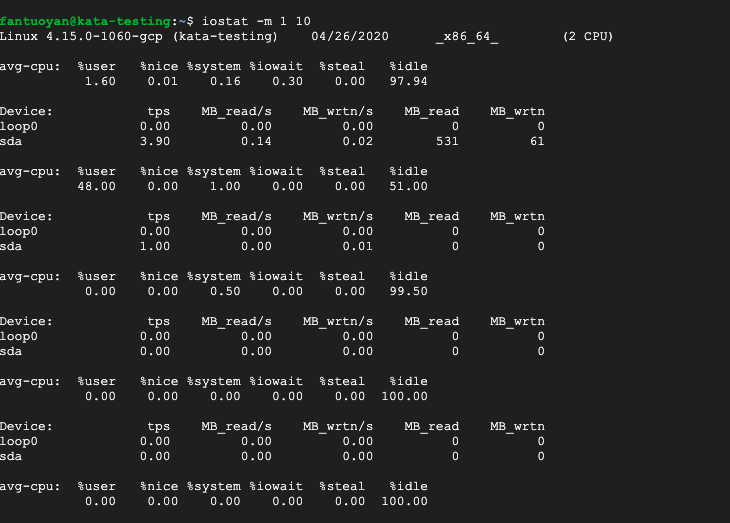 fantuoyan@kata-testing:~$ iostat -m 1 10
Linux 4.15.0-1060-gcp (kata-testing)    04/26/2020      _x86_64_        (2 CPU)
avg-cpu:  %user   %nice %system %iowait  %steal   %idle
           1.60    0.01    0.16    0.30    0.00   97.94
Device:            tps    MB_read/s    MB_wrtn/s    MB_read    MB_wrtn
loop0             0.00         0.00         0.00          0          0
sda               3.90         0.14         0.02        531         61
avg-cpu:  %user   %nice %system %iowait  %steal   %idle
          48.00    0.00    1.00    0.00    0.00   51.00
Device:            tps    MB_read/s    MB_wrtn/s    MB_read    MB_wrtn
loop0             0.00         0.00         0.00          0          0
sda               1.00         0.00         0.01          0          0
avg-cpu:  %user   %nice %system %iowait  %steal   %idle
           0.00    0.00    0.50    0.00    0.00   99.50
Device:            tps    MB_read/s    MB_wrtn/s    MB_read    MB_wrtn
loop0             0.00         0.00         0.00          0          0
sda               0.00         0.00         0.00          0          0
avg-cpu:  %user   %nice %system %iowait  %steal   %idle
           0.00    0.00    0.00    0.00    0.00  100.00
Device:            tps    MB_read/s    MB_wrtn/s    MB_read    MB_wrtn
loop0             0.00         0.00         0.00          0          0
sda               0.00         0.00         0.00          0          0
avg-cpu:  %user   %nice %system %iowait  %steal   %idle
           0.00    0.00    0.00    0.00    0.00  100.00